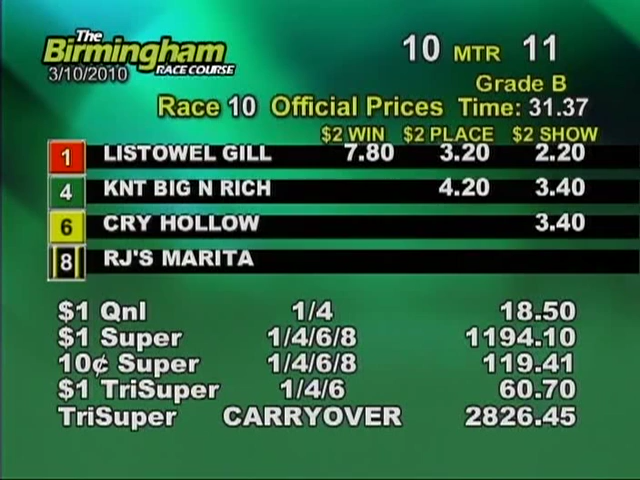 The
Birmingham
RACE COURSE
3/10/2010
10 MTR 11
Grade B
Race 10 Official Prices Time: 31.37
$2 WIN $2 PLACE $2 SHOW
1 LISTOWEL GILL 7.80 3.20 2.20
4 KNT BIG N RICH 4.20 3.40
6 CRY HOLLOW 3.40
8 RJ'S MARITA
$1 Qnl 1/4 18.50
$1 Super 1/4/6/8 1194.10
10¢ Super 1/4/6/8 119.41
$1 TriSuper 1/4/6 60.70
TriSuper CARRYOVER 2826.45